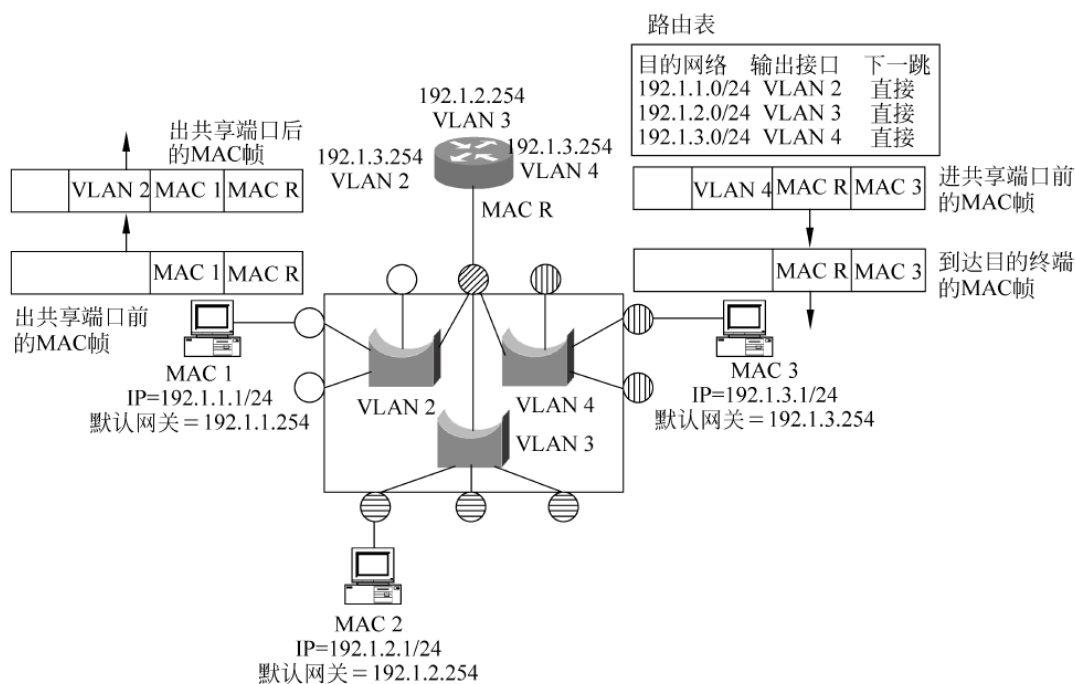 路由表
目的网络 输出接口 下一跳
192.1.1.0/24 VLAN 2 直接
192.1.2.0/24 VLAN 3 直接
192.1.3.0/24 VLAN 4 直接
192.1.2.254
VLAN 3
192.1.3.254
VLAN 2
192.1.3.254
VLAN 4
MAC R
出共享端口后
的MAC帧
VLAN 2 MAC 1 MAC R
MAC 1 MAC R
出共享端口前
的MAC帧
VLAN 4 MAC R MAC 3
进共享端口前
的MAC帧
MAC R MAC 3
到达目的终端
的MAC帧
MAC 1
IP=192.1.1.1/24
默认网关=192.1.1.254
VLAN 2
VLAN 4
VLAN 3
MAC 3
IP=192.1.3.1/24
默认网关=192.1.3.254
MAC 2
IP=192.1.2.1/24
默认网关=192.1.2.254